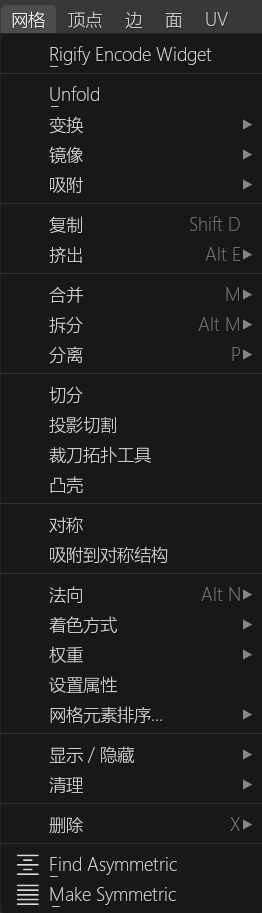 网格 顶点 边 面 UV
Rigify Encode Widget
Unfold
变换
镜像
吸附
复制 Shift D
挤出 Alt E
合并 M
拆分 Alt M
分离 P
切分
投影切割
裁刀拓扑工具
凸壳
对称
吸附到对称结构
法向 Alt N
着色方式
权重
设置属性
网格元素排序...
显示 / 隐藏
清理
删除 X
Find Asymmetric
Make Symmetric